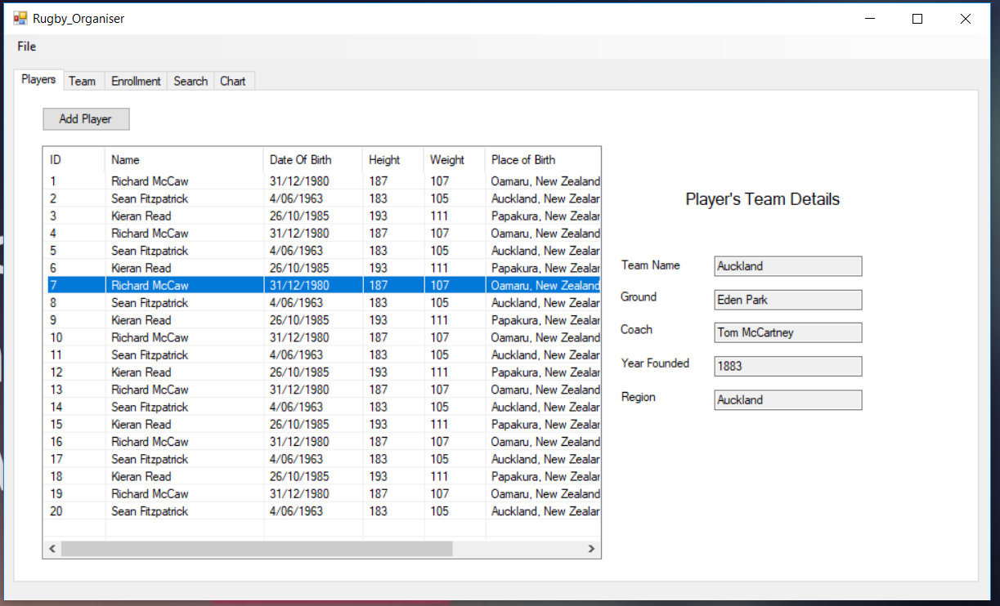 Rugby_Organiser
File
Players Team Enrollment Search Chart
Add Player
ID Name Date Of Birth Height Weight Place of Birth
1 Richard McCaw 31/12/1980 187 107 Oamaru, New Zealand
2 Sean Fitzpatrick 4/06/1963 183 105 Auckland, New Zealar
3 Kieran Read 26/10/1985 193 111 Papakura, New Zealar
4 Richard McCaw 31/12/1980 187 107 Oamaru, New Zealand
5 Sean Fitzpatrick 4/06/1963 183 105 Auckland, New Zealar
6 Kieran Read 26/10/1985 193 111 Papakura, New Zealar
7 Richard McCaw 31/12/1980 187 107 Oamaru, New Zealand
8 Sean Fitzpatrick 4/06/1963 183 105 Auckland, New Zealar
9 Kieran Read 26/10/1985 193 111 Papakura, New Zealar
10 Richard McCaw 31/12/1980 187 107 Oamaru, New Zealand
11 Sean Fitzpatrick 4/06/1963 183 105 Auckland, New Zealar
12 Kieran Read 26/10/1985 193 111 Papakura, New Zealar
13 Richard McCaw 31/12/1980 187 107 Oamaru, New Zealand
14 Sean Fitzpatrick 4/06/1963 183 105 Auckland, New Zealar
15 Kieran Read 26/10/1985 193 111 Papakura, New Zealar
16 Richard McCaw 31/12/1980 187 107 Oamaru, New Zealand
17 Sean Fitzpatrick 4/06/1963 183 105 Auckland, New Zealar
18 Kieran Read 26/10/1985 193 111 Papakura, New Zealar
19 Richard McCaw 31/12/1980 187 107 Oamaru, New Zealand
20 Sean Fitzpatrick 4/06/1963 183 105 Auckland, New Zealar
Player's Team Details
Team Name Auckland
Ground Eden Park
Coach Tom McCartney
Year Founded 1883
Region Auckland